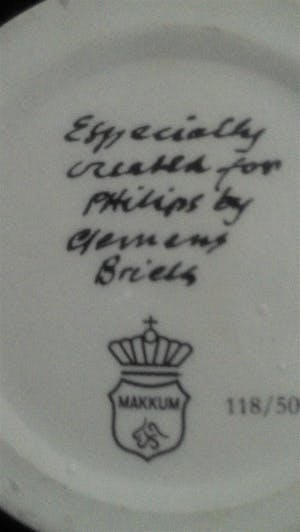 Especially
created for
PHilips by
Clemens
Briels
MAKKUM
118/50